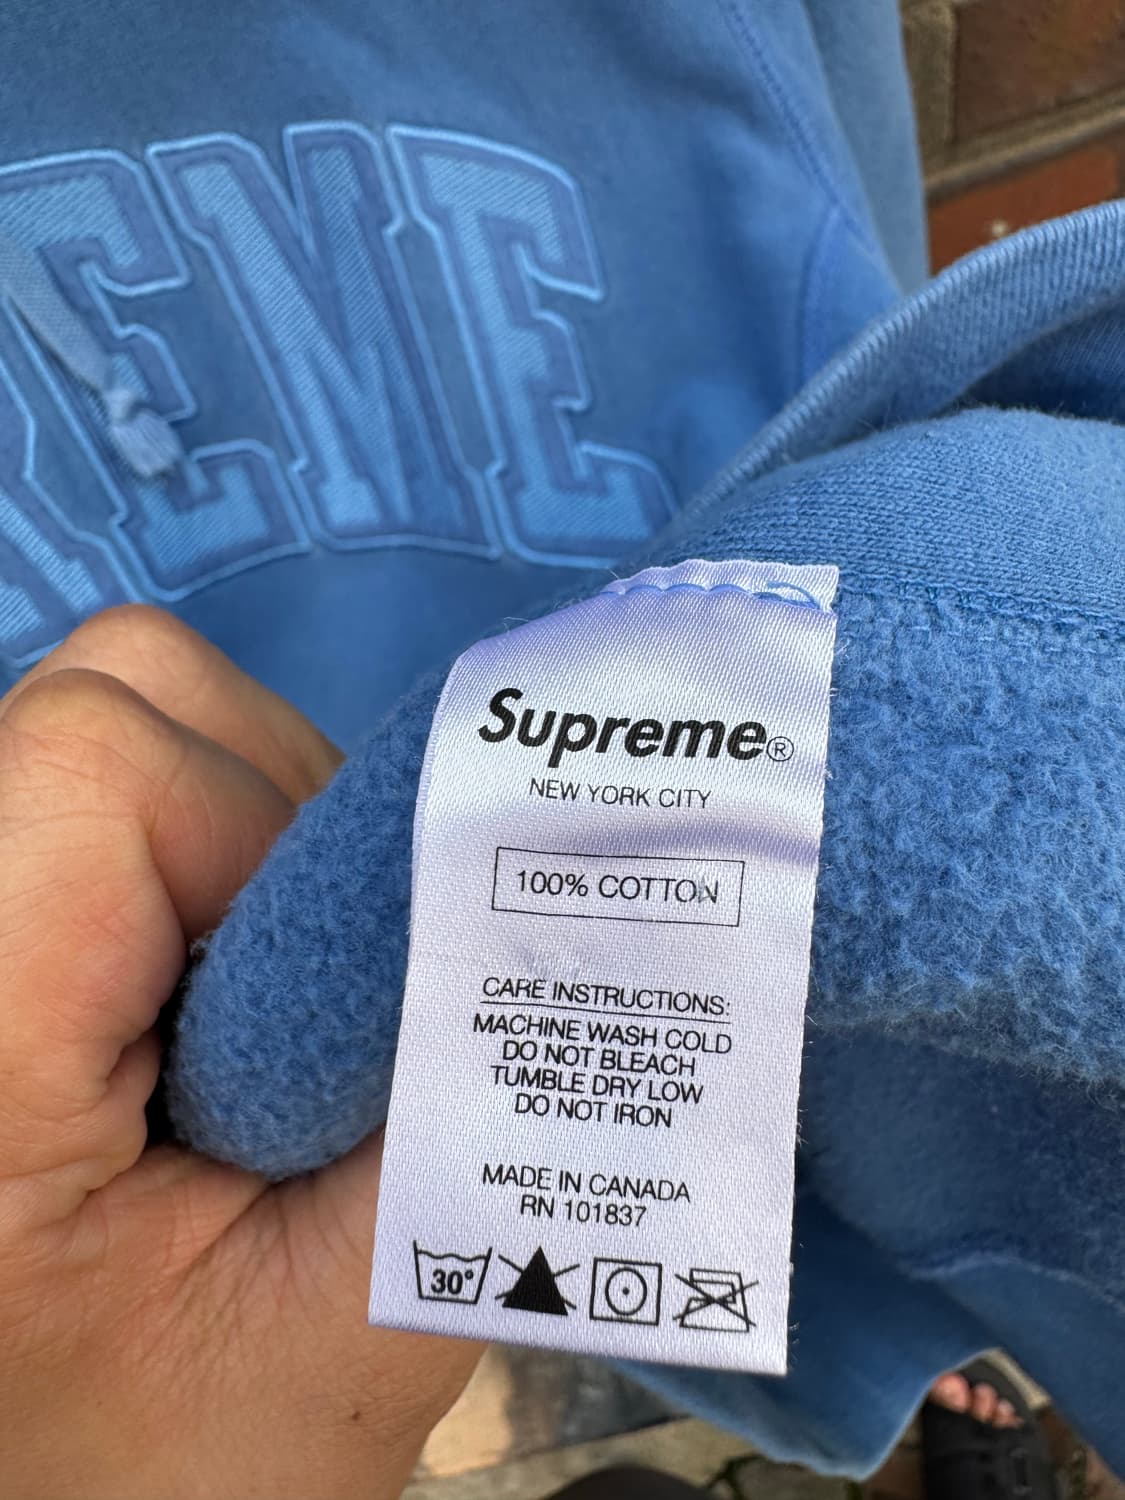 REME
Supreme®
NEW YORK CITY
100% COTTON
CARE INSTRUCTIONS:
MACHINE WASH COLD
DO NOT BLEACH
TUMBLE DRY LOW
DO NOT IRON
MADE IN CANADA
RN 101837
30°